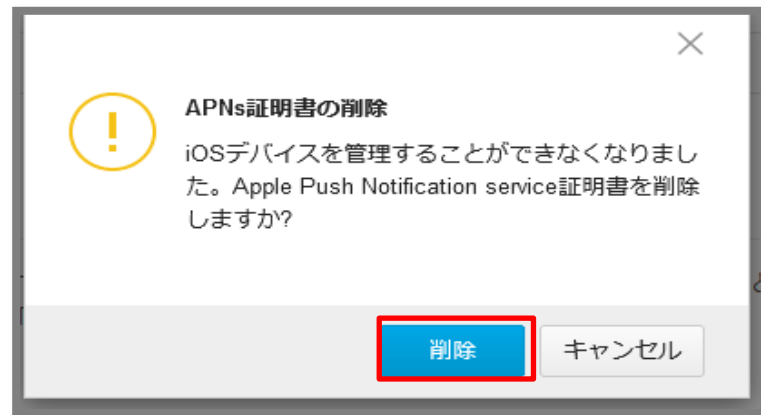 APNs証明書の削除
iOSデバイスを管理することができなくなりまし
た。Apple Push Notification service証明書を削除
しますか?
削除
キャンセル